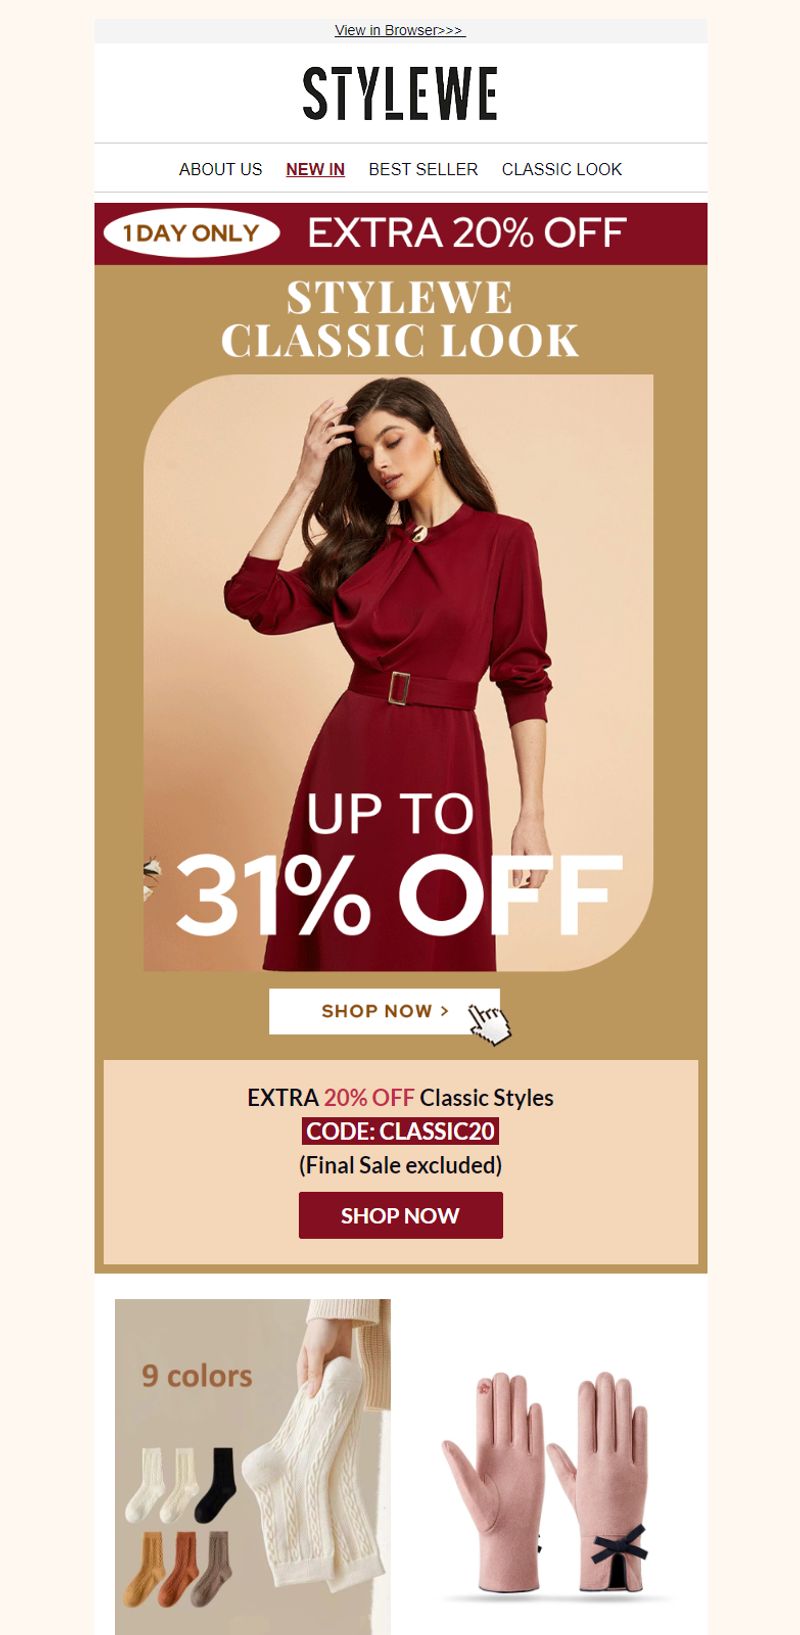 View in Browser>>>
STYLEWE
ABOUT US NEW IN BEST SELLER CLASSIC LOOK
1 DAY ONLY EXTRA 20% OFF
STYLEWE
CLASSIC LOOK
UP TO
31% OFF
SHOP NOW >
EXTRA 20% OFF Classic Styles
CODE: CLASSIC20
(Final Sale excluded)
SHOP NOW
9 colors